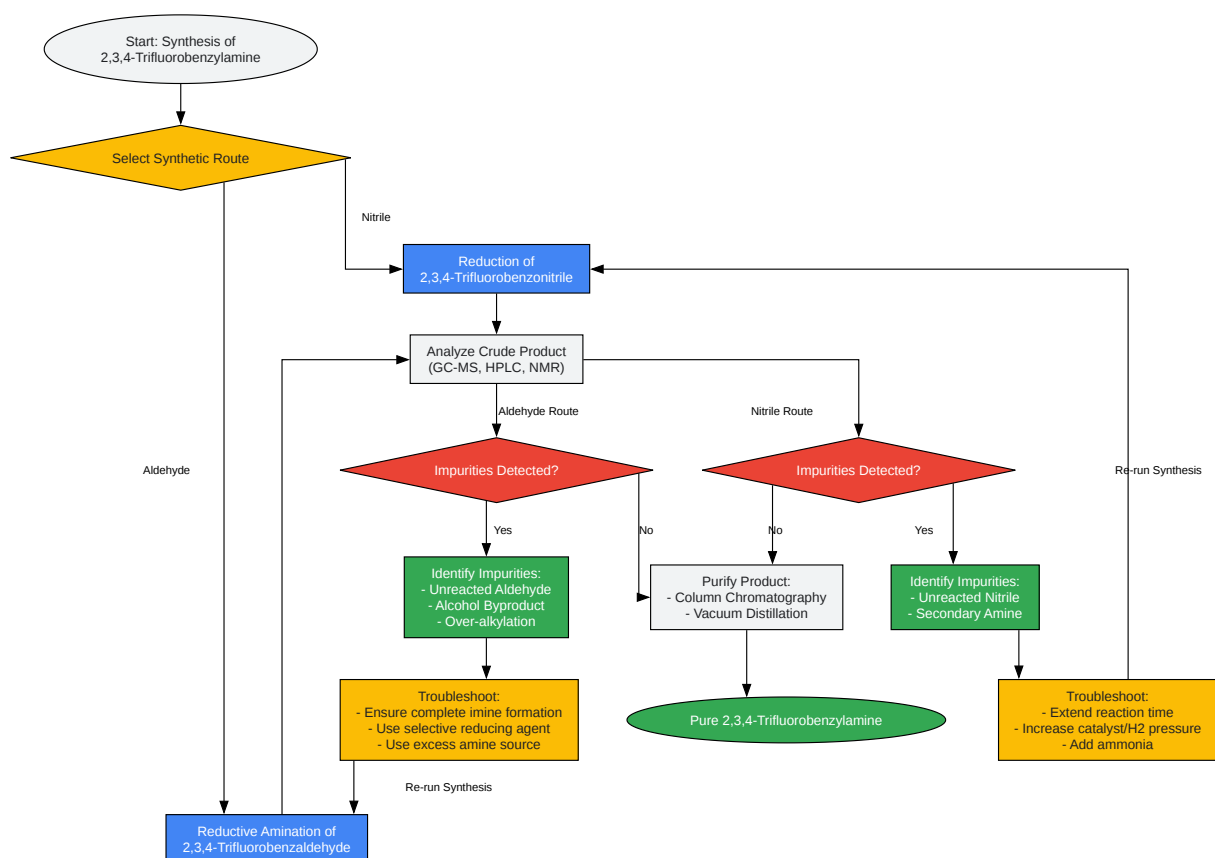 Start: Synthesis of
2,3,4-Trifluorobenzylamine
Select Synthetic Route
Nitrile
Reduction of
2,3,4-Trifluorobenzonitrile
Analyze Crude Product
(GC-MS, HPLC, NMR)
Aldehyde Route
Nitrile Route
Aldehyde
Impurities Detected?
Impurities Detected?
Re-run Synthesis
Yes
No
No
Yes
Identify Impurities:
- Unreacted Aldehyde
- Alcohol Byproduct
- Over-alkylation
Purify Product:
- Column Chromatography
- Vacuum Distillation
Identify Impurities:
- Unreacted Nitrile
- Secondary Amine
Troubleshoot:
- Ensure complete imine formation
- Use selective reducing agent
- Use excess amine source
Pure 2,3,4-Trifluorobenzylamine
Troubleshoot:
- Extend reaction time
- Increase catalyst/H2 pressure
- Add ammonia
Re-run Synthesis
Reductive Amination of
2,3,4-Trifluorobenzaldehyde